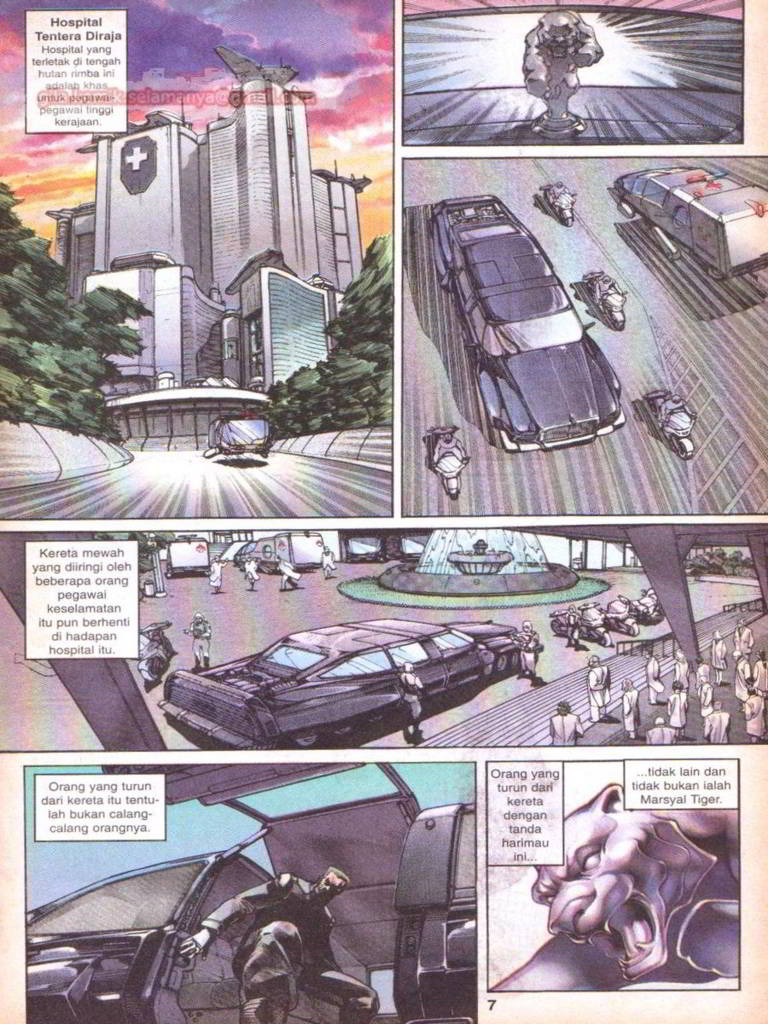 Hospital
Tentera Diraja
Hospital yang
terletak di tengah
hutan rimba ini
adalah khas
untuk pegawai-
pegawai tinggi
kerajaan.
Kereta mewah
yang diiringi oleh
beberapa orang
pegawai
keselamatan
itu pun berhenti
di hadapan
hospital itu.
Orang yang turun
dari kereta itu tentu-
lah bukan calang-
calang orangnya.
Orang yang
turun dari
kereta
dengan
tanda
harimau
ini...
...tidak lain dan
tidak bukan ialah
Marsyal Tiger.
7